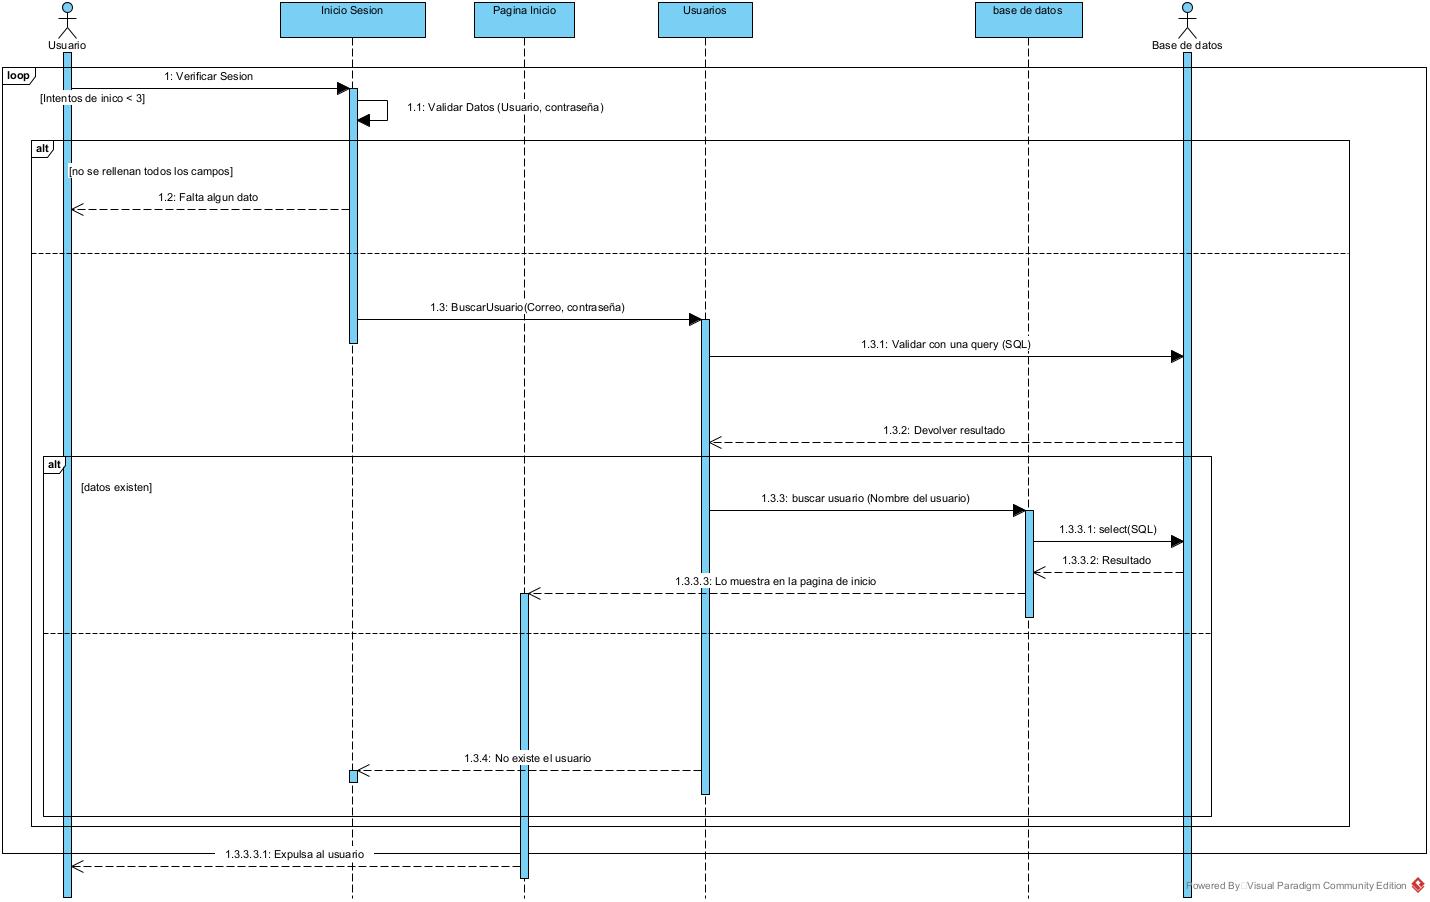 Inicio Sesion
Pagina Inicio
Usuarios
base de datos
Usuario
Base de datos
loop
1: Verificar Sesion
[Intentos de inico < 3]
1.1: Validar Datos (Usuario, contraseña)
alt
[no se rellenan todos los campos]
1.2: Falta algun dato
1.3: BuscarUsuario(Correo, contraseña)
1.3.1: Validar con una query (SQL)
1.3.2: Devolver resultado
alt
[datos existen]
1.3.3: buscar usuario (Nombre del usuario)
1.3.3.1: select(SQL)
1.3.3.2: Resultado
1.3.3.3: Lo muestra en la pagina de inicio
1.3.4: No existe el usuario
1.3.3.3.1: Expulsa al usuario
Powered By Visual Paradigm Community Edition